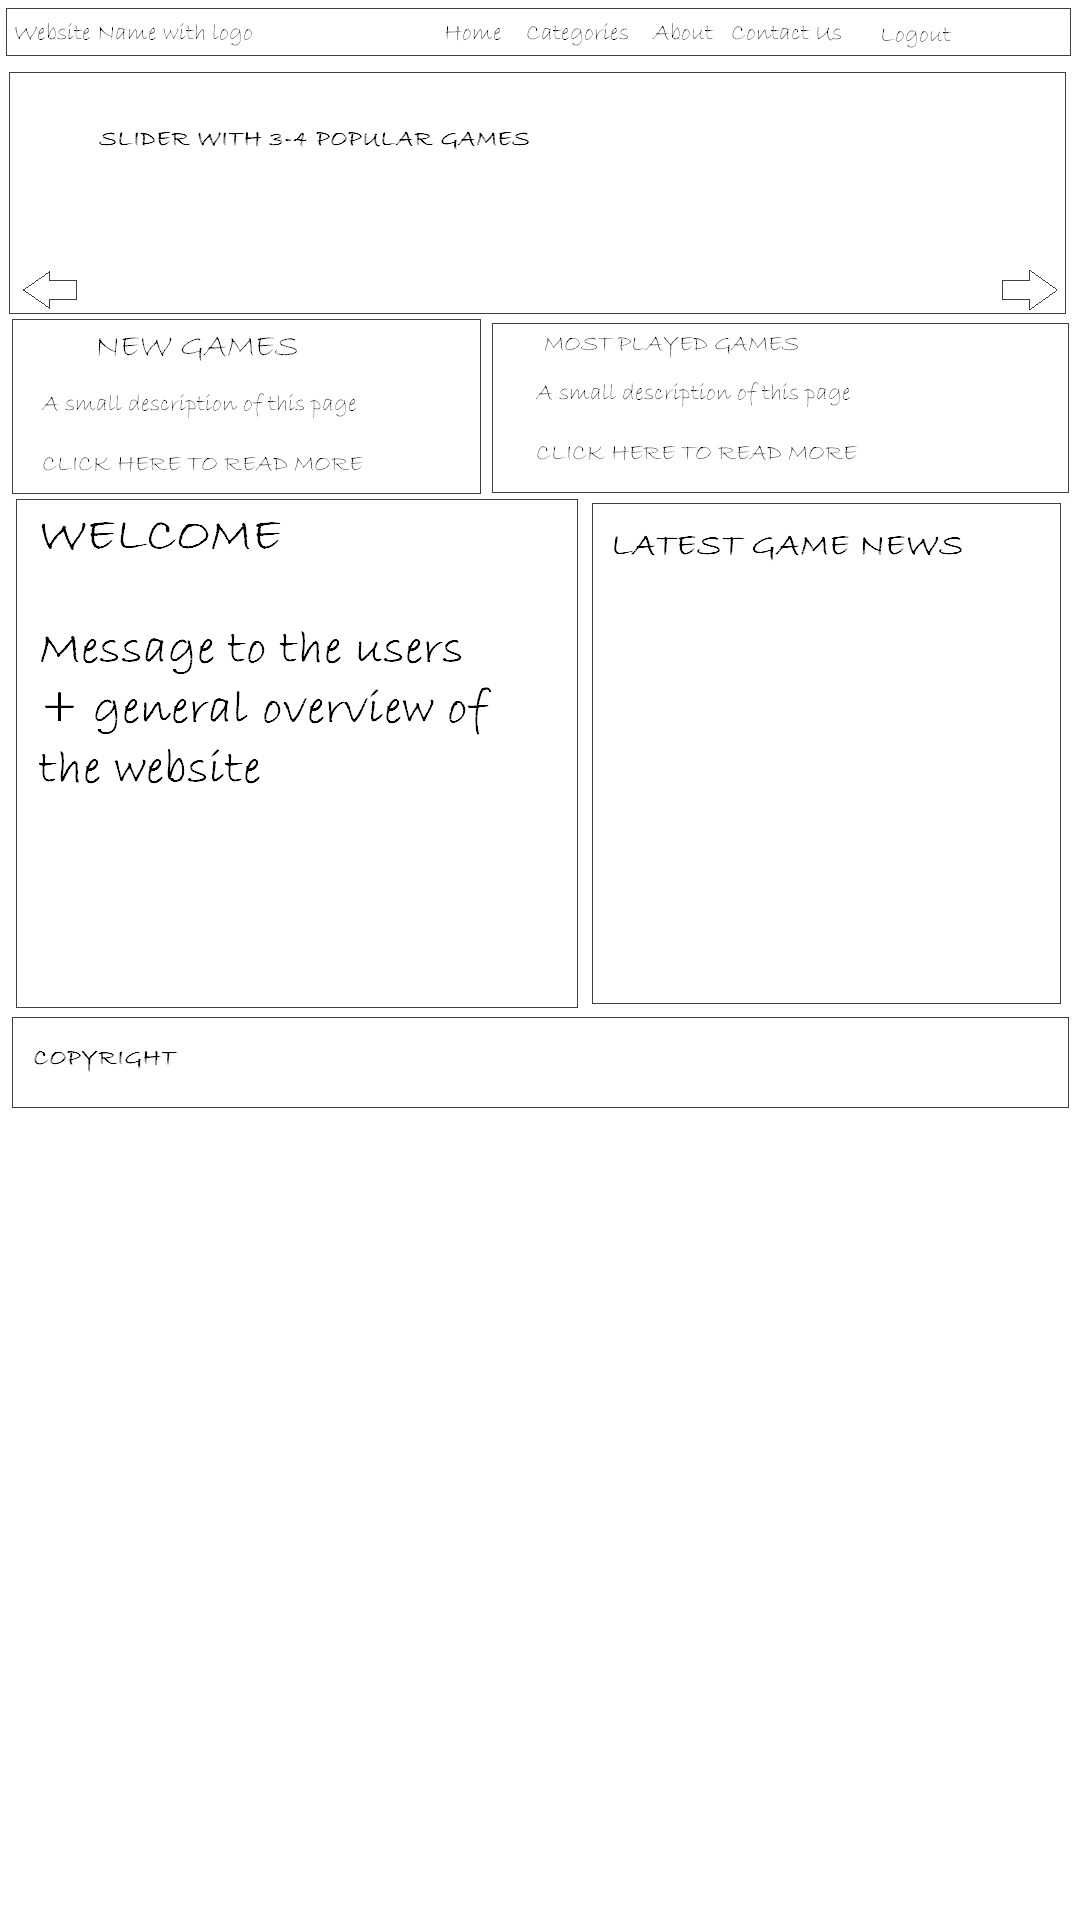 Website Name with logo
Home Categories About Contact Us Logout
SLIDER WITH 3-4 POPULAR GAMES
NEW GAMES
A small description of this page
CLICK HERE TO READ MORE
MOST PLAYED GAMES
A small description of this page
CLICK HERE TO READ MORE
WELCOME
Message to the users
+ general overview of
the website
LATEST GAME NEWS
COPYRIGHT